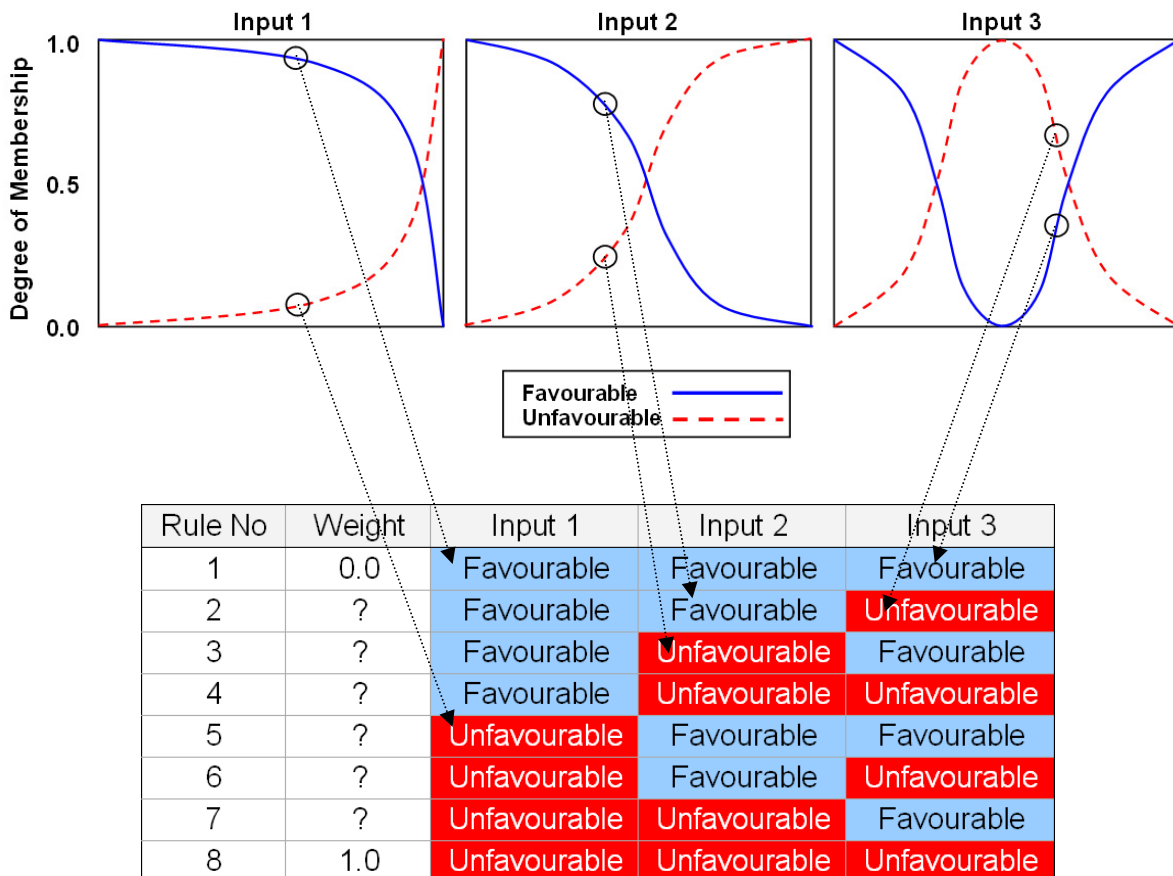 Input 1 Input 2 Input 3
1.0
0.5
0.0
Degree of Membership
Favourable
Unfavourable
Rule No Weight Input 1 Input 2 Input 3
1 0.0 Favourable Favourable Favourable
2 ? Favourable Favourable Unfavourable
3 ? Favourable Unfavourable Favourable
4 ? Favourable Unfavourable Unfavourable
5 ? Unfavourable Favourable Favourable
6 ? Unfavourable Favourable Unfavourable
7 ? Unfavourable Unfavourable Favourable
8 1.0 Unfavourable Unfavourable Unfavourable